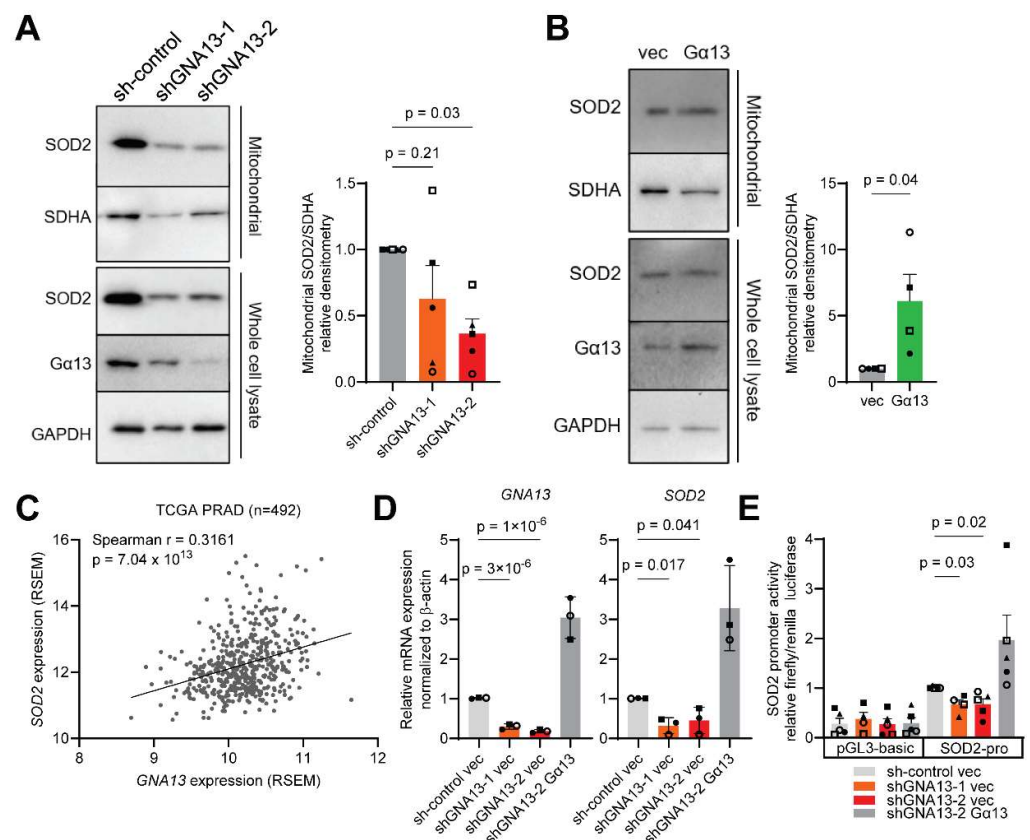 A
sh-control
shGNA13-1
shGNA13-2
SOD2
SDHA
Mitochondrial
SOD2
Gα13
GAPDH
Whole cell lysate
Mitochondrial SOD2/SDHA
relative densitometry
p = 0.03
p = 0.21
1.5
1.0
0.5
0.0
sh-control
shGNA13-1
shGNA13-2
B
vec Gα13
SOD2
SDHA
Mitochondrial
SOD2
Gα13
GAPDH
Whole cell lysate
Mitochondrial SOD2/SDHA
relative densitometry
p = 0.04
15
10
5
0
vec Gα13
C
TCGA PRAD (n=492)
Spearman r = 0.3161
p = 7.04 x 10¹³
SOD2 expression (RSEM)
16
14
12
10
8 9 10 11 12
GNA13 expression (RSEM)
D
GNA13
p = 1×10⁻⁶
p = 3×10⁻⁶
Relative mRNA expression
normalized to β-actin
5
4
3
2
1
0
sh-control vec
shGNA13-1 vec
shGNA13-2 vec
shGNA13-2 Gα13
SOD2
p = 0.041
p = 0.017
5
4
3
2
1
0
sh-control vec
shGNA13-1 vec
shGNA13-2 vec
shGNA13-2 Gα13
E
SOD2 promoter activity
relative firefly/renilla luciferase
p = 0.02
p = 0.03
4
3
2
1
0
pGL3-basic SOD2-pro
sh-control vec
shGNA13-1 vec
shGNA13-2 vec
shGNA13-2 Gα13